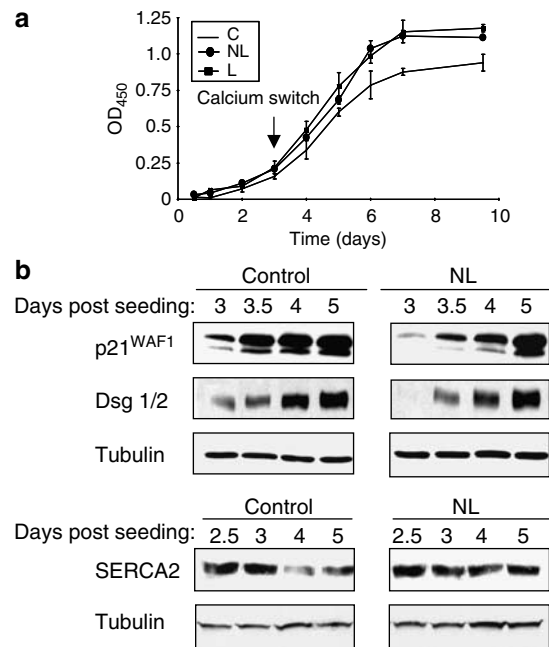 a
C
NL
L
Calcium switch
OD450
1.25
1.0
0.75
0.5
0.25
0
0 2 4 6 8 10
Time (days)
b
Control NL
Days post seeding: 3 3.5 4 5 3 3.5 4 5
p21WAF1
Dsg 1/2
Tubulin
Control NL
Days post seeding: 2.5 3 4 5 2.5 3 4 5
SERCA2
Tubulin